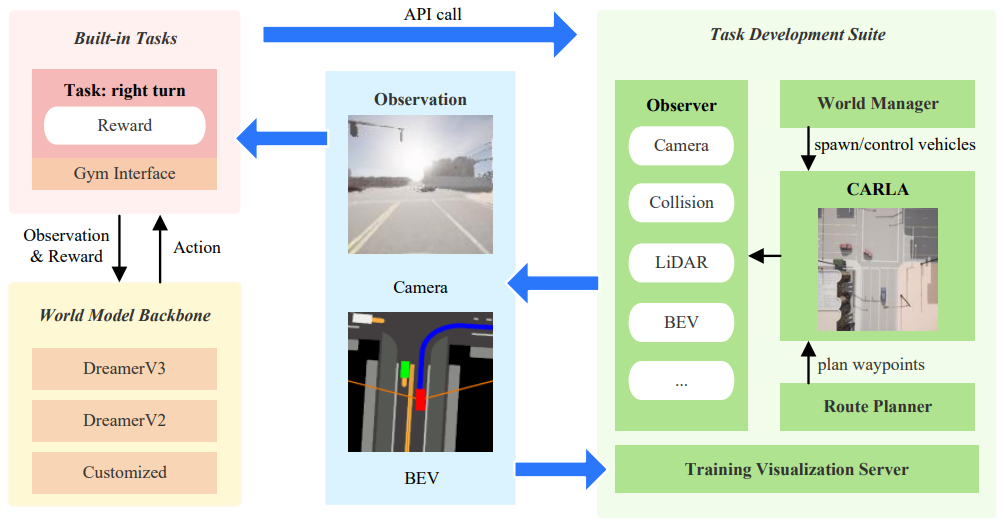 Built-in Tasks
Task: right turn
Reward
Gym Interface
Observation
& Reward
Action
World Model Backbone
DreamerV3
DreamerV2
Customized
API call
Observation
Camera
BEV
Task Development Suite
Observer
Camera
Collision
LiDAR
BEV
...
World Manager
spawn/control vehicles
CARLA
plan waypoints
Route Planner
Training Visualization Server